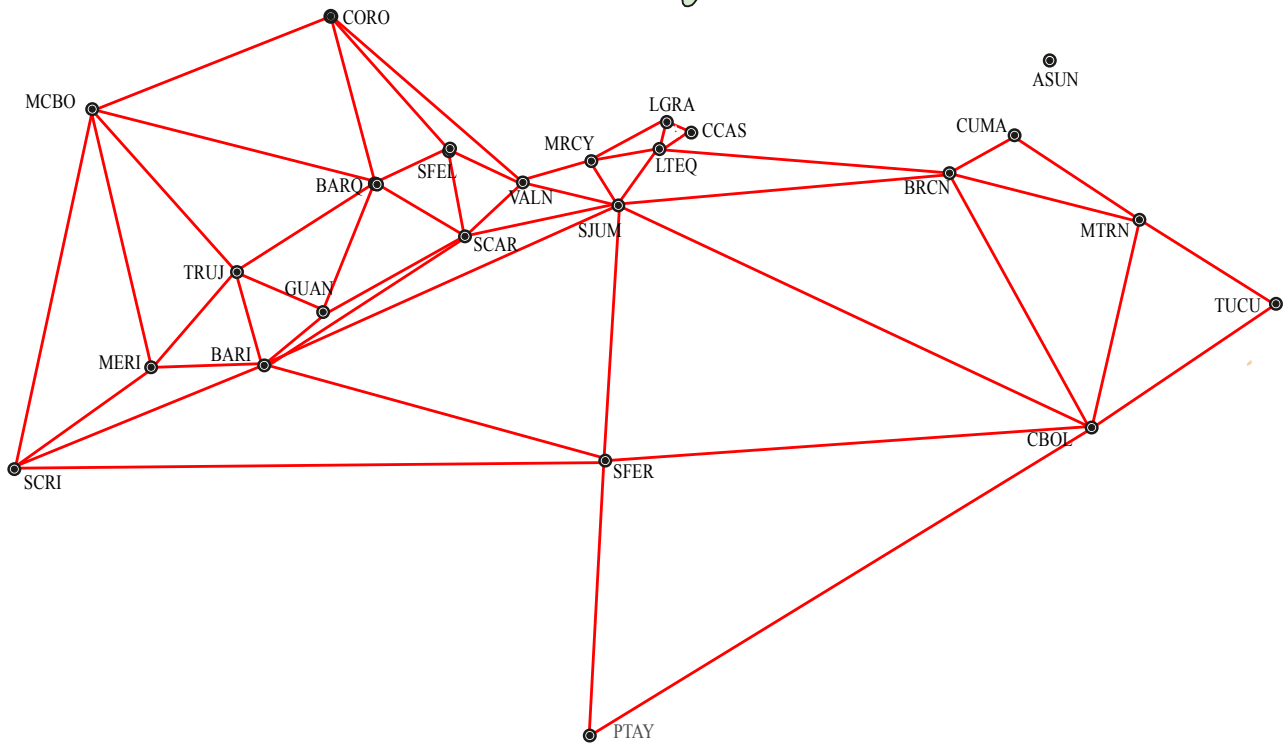 CORO
ASUN
MCBO
LGRA
CCAS
CUMA
MRCY
LTEQ
SFEL
BARQ
VALN
BRCN
SJUM
MTRN
SCAR
TRUJ
GUAN
TUCU
MERI
BARI
CBOL
SFER
SCRI
PTAY